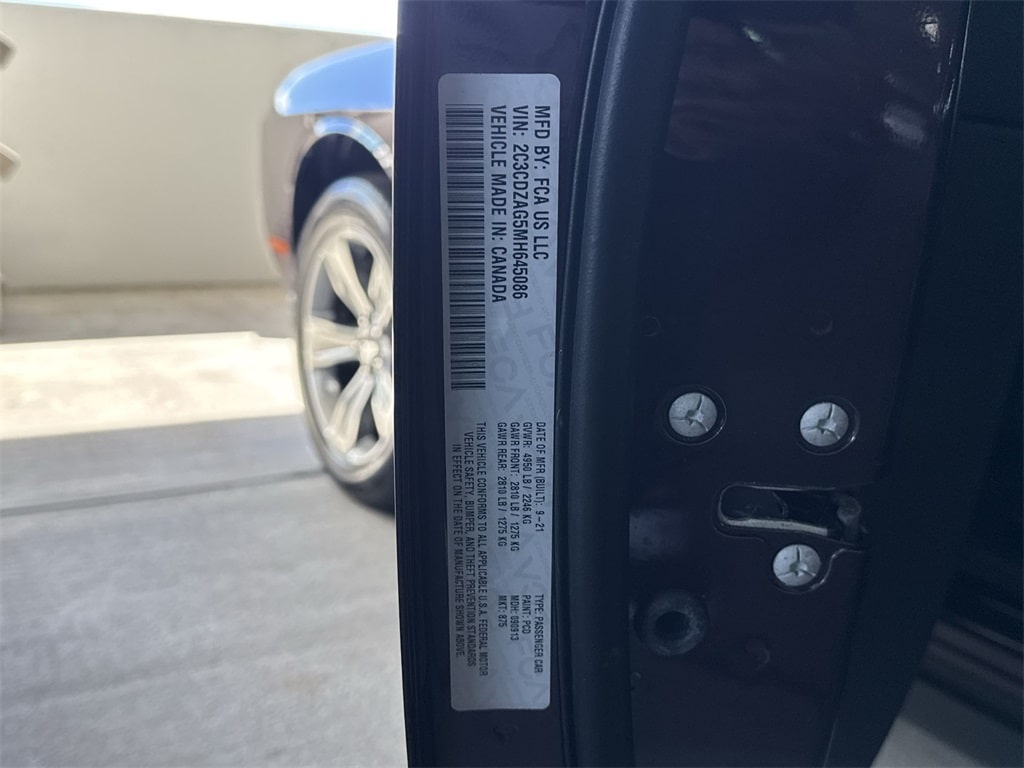 MFD BY: FCA US LLC
VIN: 2C3CDZAG5MH645086
VEHICLE MADE IN: CANADA
DATE OF MFR (BUILT): 9-21
GVWR: 4950 LB / 2246 KG
GAWR FRONT: 2810 LB / 1275 KG
GAWR REAR: 2810 LB / 1275 KG
TYPE: PASSENGER CAR
PAINT: PCD
MDH: 090913
MKT: 875
THIS VEHICLE CONFORMS TO ALL APPLICABLE U.S.A. FEDERAL MOTOR
VEHICLE SAFETY, BUMPER, AND THEFT PREVENTION STANDARDS
IN EFFECT ON THE DATE OF MANUFACTURE SHOWN ABOVE.